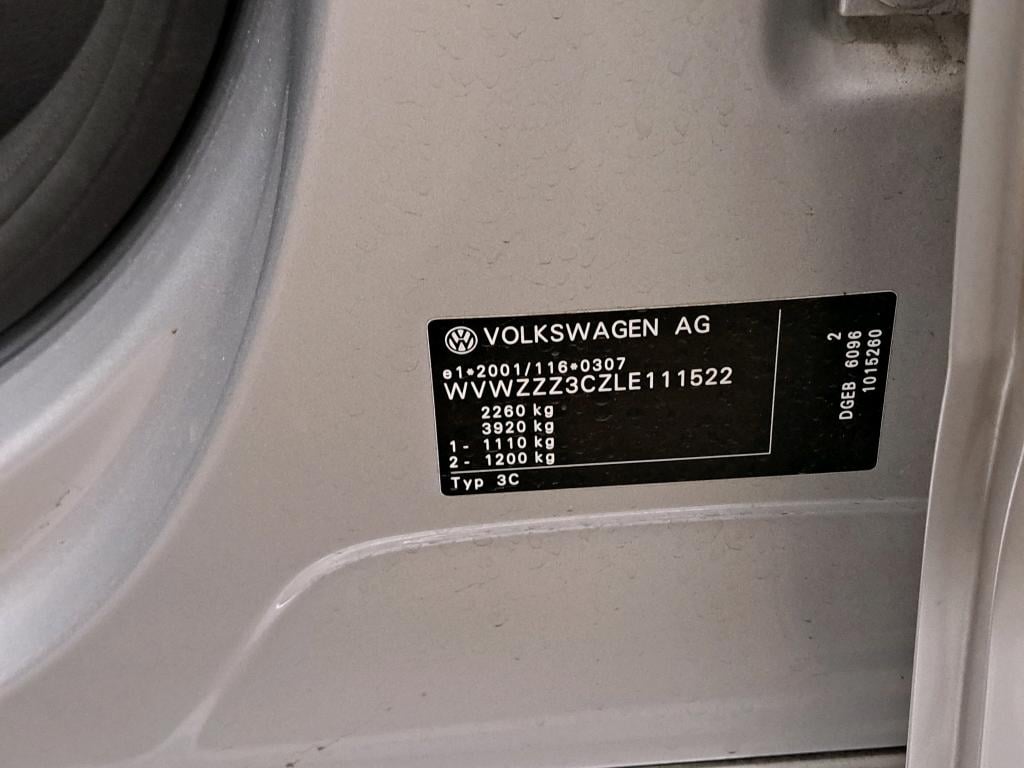 VOLKSWAGEN AG
e1*2001/116*0307
WVWZZZ3CZLE111522
2260 kg
3920 kg
1- 1110 kg
2- 1200 kg
Typ 3C
2
DGEB 6096
1015260